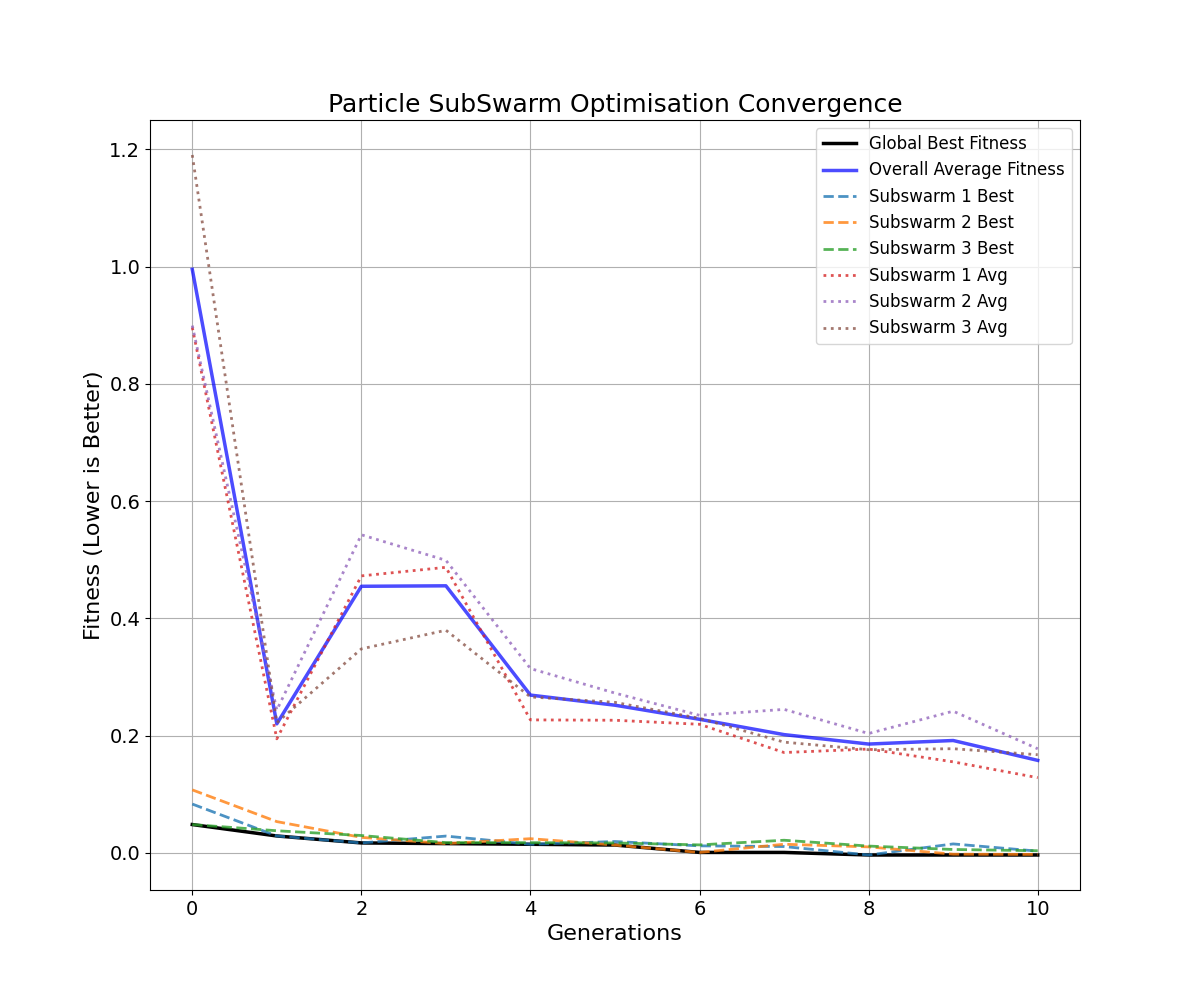 Particle SubSwarm Optimisation Convergence
Fitness (Lower is Better)
1.2
1.0
0.8
0.6
0.4
0.2
0.0
Global Best Fitness
Overall Average Fitness
Subswarm 1 Best
Subswarm 2 Best
Subswarm 3 Best
Subswarm 1 Avg
Subswarm 2 Avg
Subswarm 3 Avg
0 2 4 6 8 10
Generations